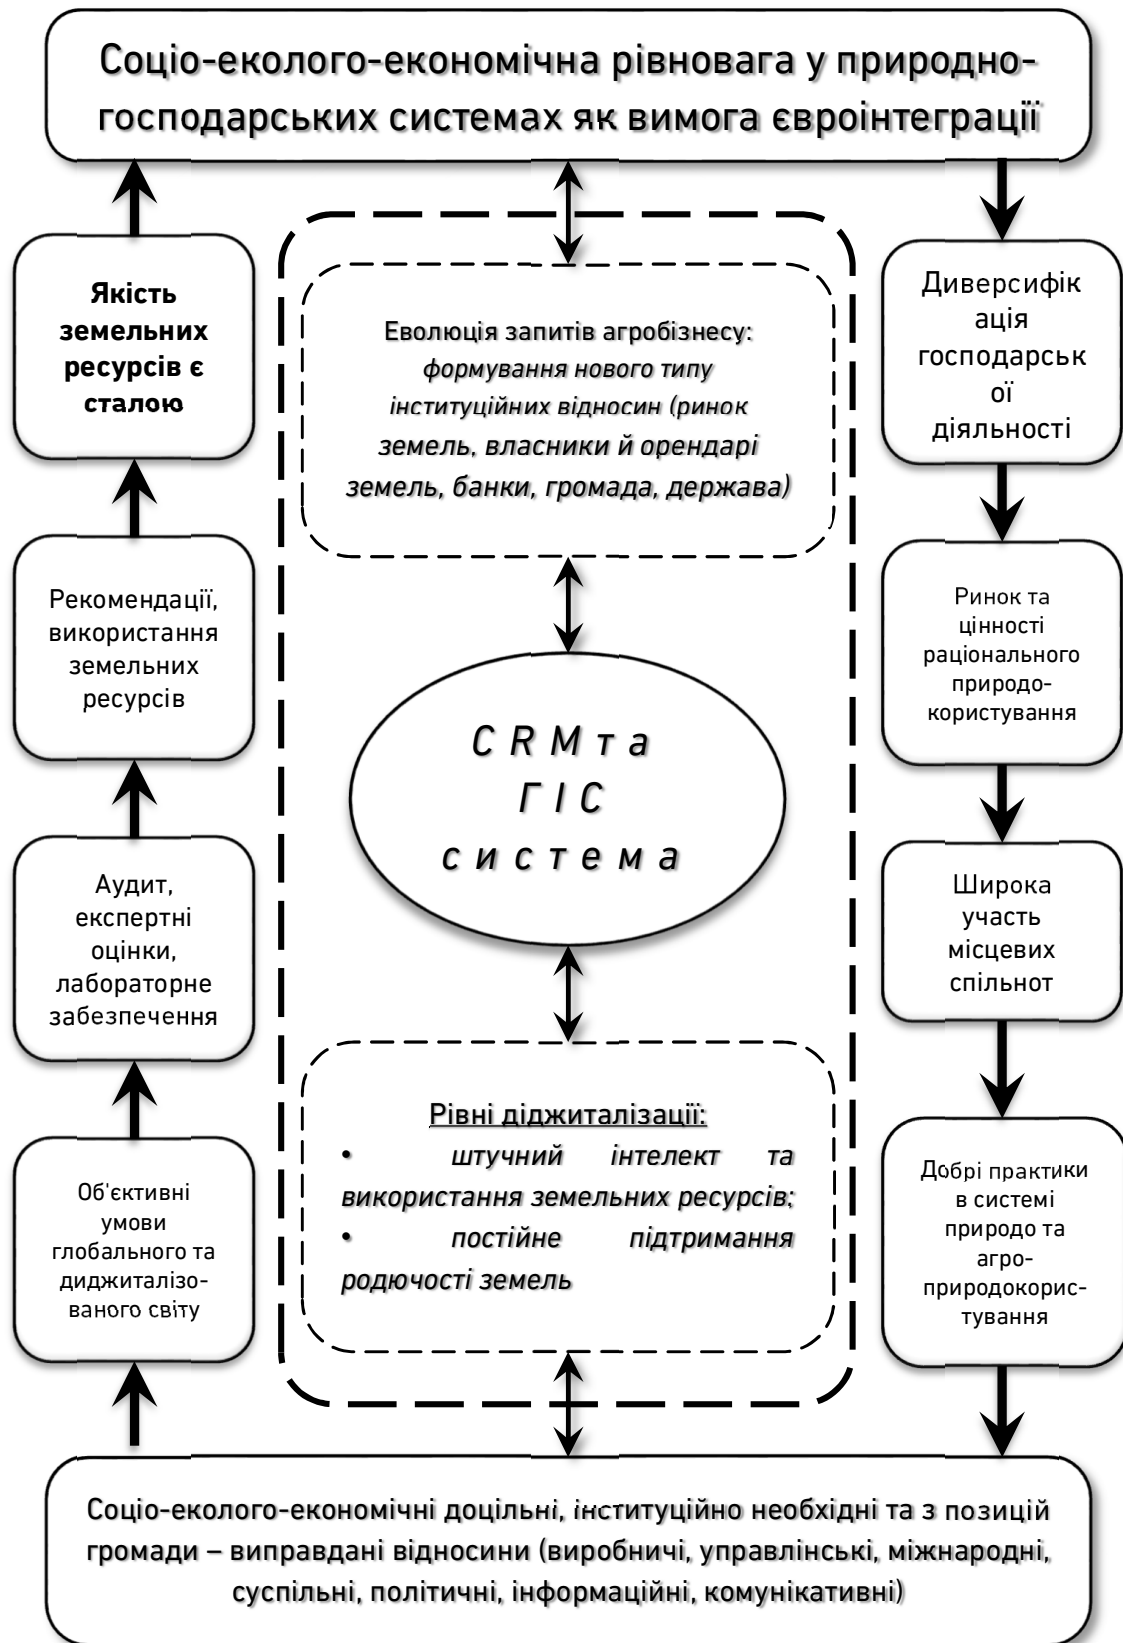 Соціо-еколого-економічна рівновага у природно-
господарських системах як вимога євроінтеграції
Якість
земельних
ресурсів є
сталою
Рекомендації,
використання
земельних
ресурсів
Аудит,
експертні
оцінки,
лабораторне
забезпечення
Об'єктивні
умови
глобального та
диджиталізо-
ваного світу
Еволюція запитів агробізнесу:
формування нового типу
інституційних відносин (ринок
земель, власники й орендарі
земель, банки, громада, держава)
CRM та
ГІС
система
Рівні діджиталізації:
• штучний інтелект та
використання земельних ресурсів;
• постійне підтримання
родючості земель
Диверсифік
ація
господарськ
ої
діяльності
Ринок та
цінності
раціонального
природо-
користування
Широка
участь
місцевих
спільнот
Добрі практики
в системі
природо та
агро-
природокорис-
тування
Соціо-еколого-економічні доцільні, інституційно необхідні та з позицій
громади – виправдані відносини (виробничі, управлінські, міжнародні,
суспільні, політичні, інформаційні, комунікативні)